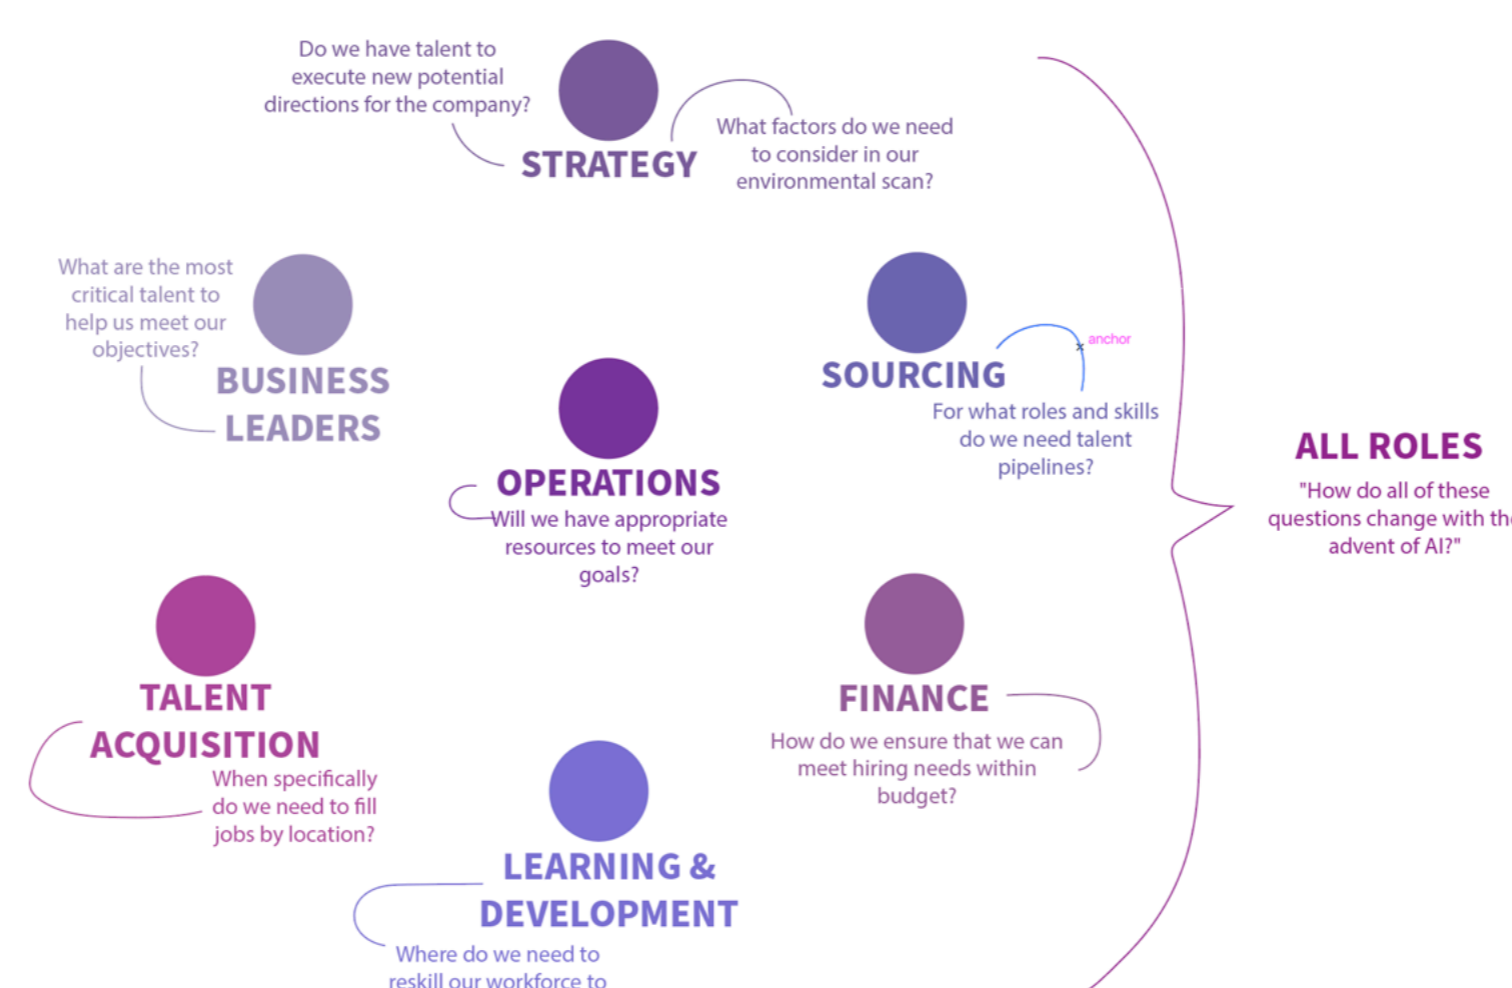 Do we have talent to
execute new potential
directions for the company?
STRATEGY
What factors do we need
to consider in our
environmental scan?
What are the most
critical talent to
help us meet our
objectives?
BUSINESS
LEADERS
SOURCING
anchor
For what roles and skills
do we need talent
pipelines?
OPERATIONS
Will we have appropriate
resources to meet our
goals?
ALL ROLES
"How do all of these
questions change with the
advent of AI?"
TALENT
ACQUISITION
When specifically
do we need to fill
jobs by location?
FINANCE
How do we ensure that we can
meet hiring needs within
budget?
LEARNING &
DEVELOPMENT
Where do we need to
reskill our workforce to